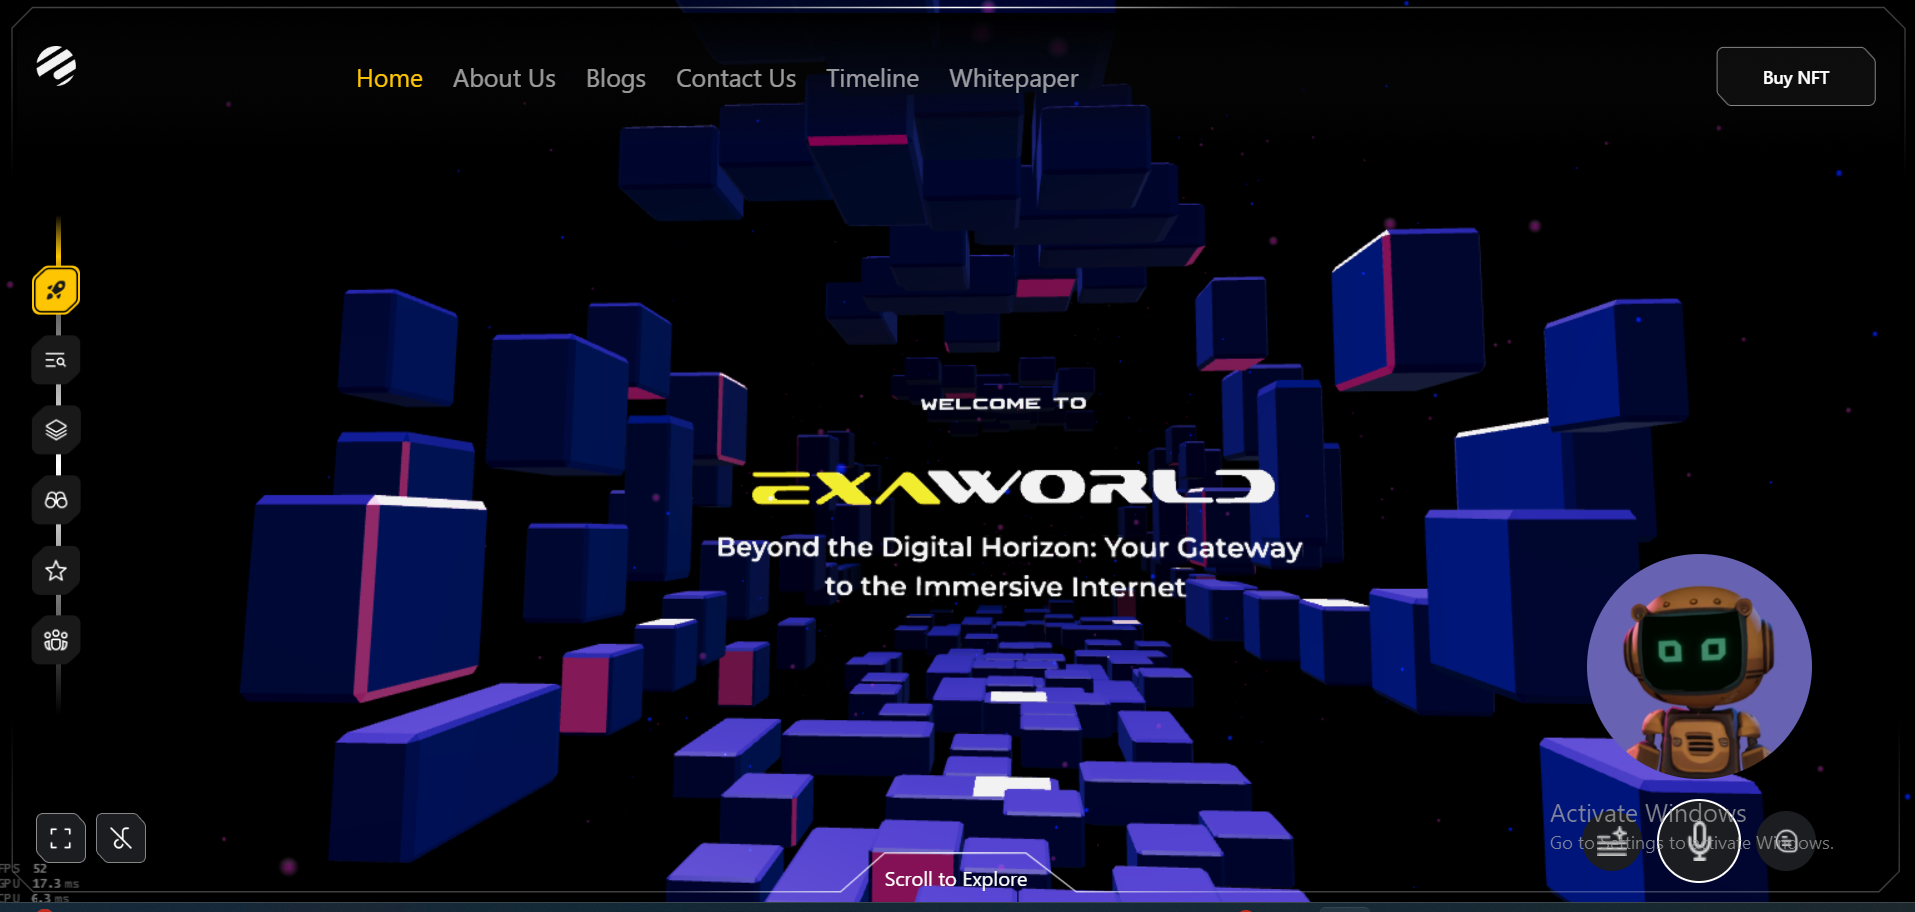 Home About Us Blogs Contact Us Timeline Whitepaper
Buy NFT
WELCOME TO
EXAWORLD
Beyond the Digital Horizon: Your Gateway
to the Immersive Internet
Activate Windows
Go to Settings to activate Windows.
Scroll to Explore
FPS 52
GPU 17.3 ms
CPU 6.3 ms